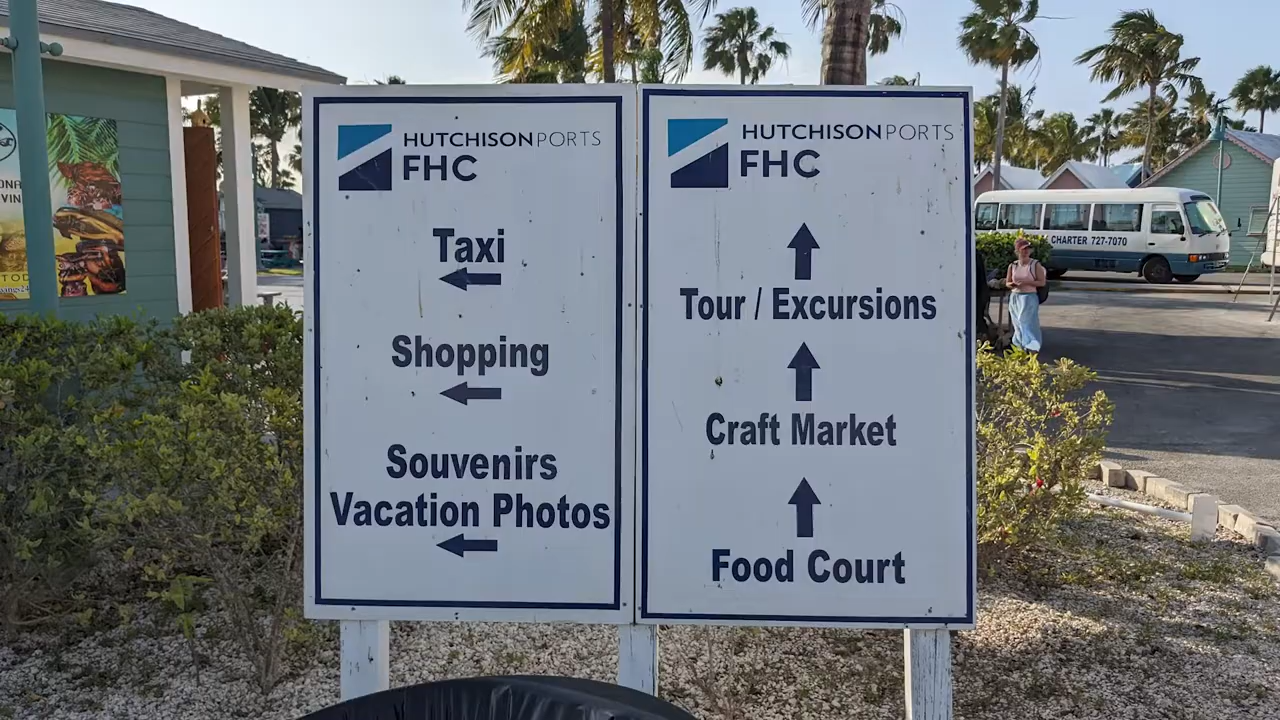 HUTCHISON PORTS
FHC
Taxi
Shopping
Souvenirs
Vacation Photos
HUTCHISON PORTS
FHC
Tour / Excursions
Craft Market
Food Court
CHARTER 727-7070